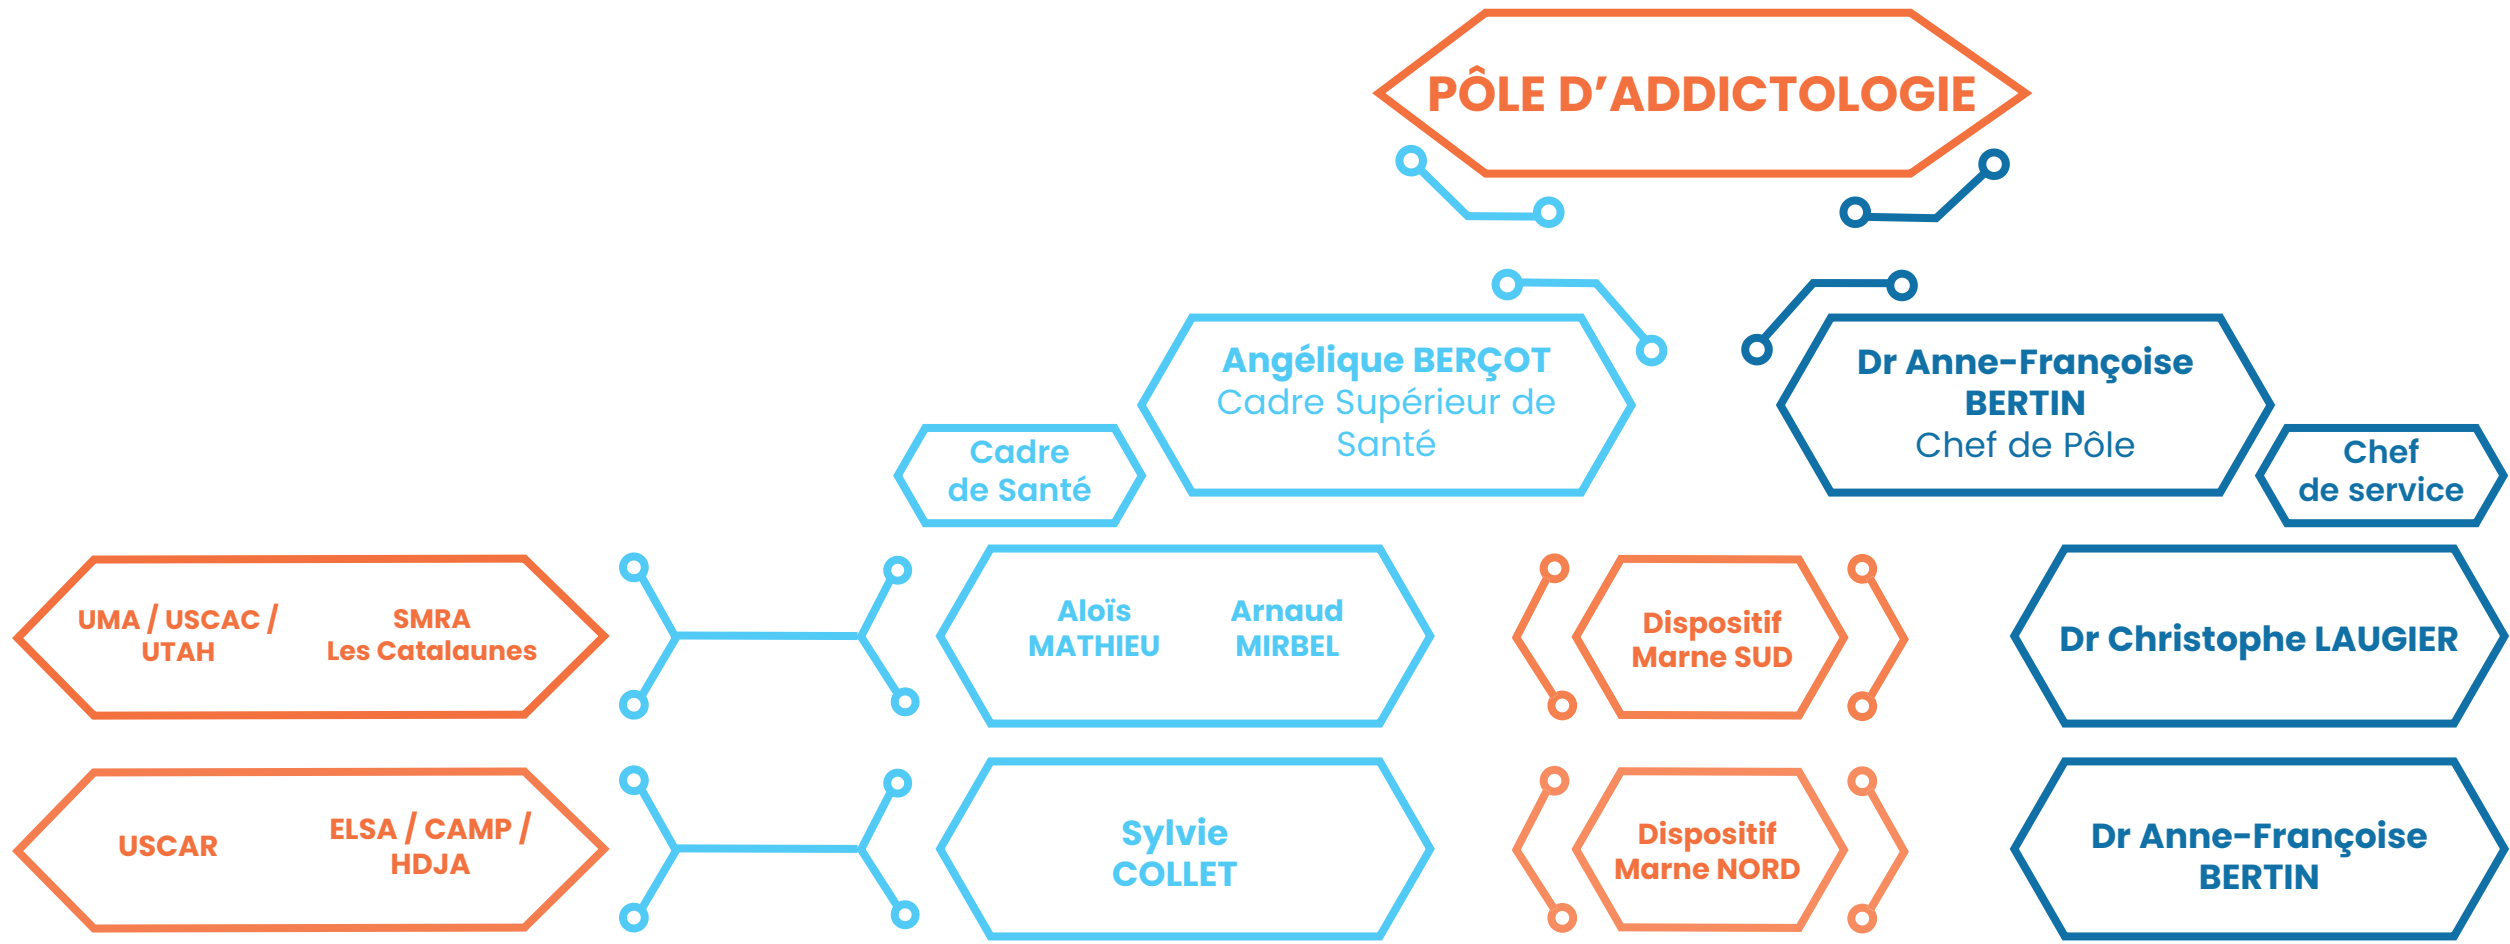 PÔLE D’ADDICTOLOGIE
Angélique BERÇOT
Cadre Supérieur de
Santé
Dr Anne-Françoise
BERTIN
Chef de Pôle
Cadre
de Santé
Chef
de service
UMA / USCAC /
UTAH
SMRA
Les Catalaunes
Aloïs
MATHIEU
Arnaud
MIRBEL
Dispositif
Marne SUD
Dr Christophe LAUGIER
USCAR
ELSA / CAMP /
HDJA
Sylvie
COLLET
Dispositif
Marne NORD
Dr Anne-Françoise
BERTIN